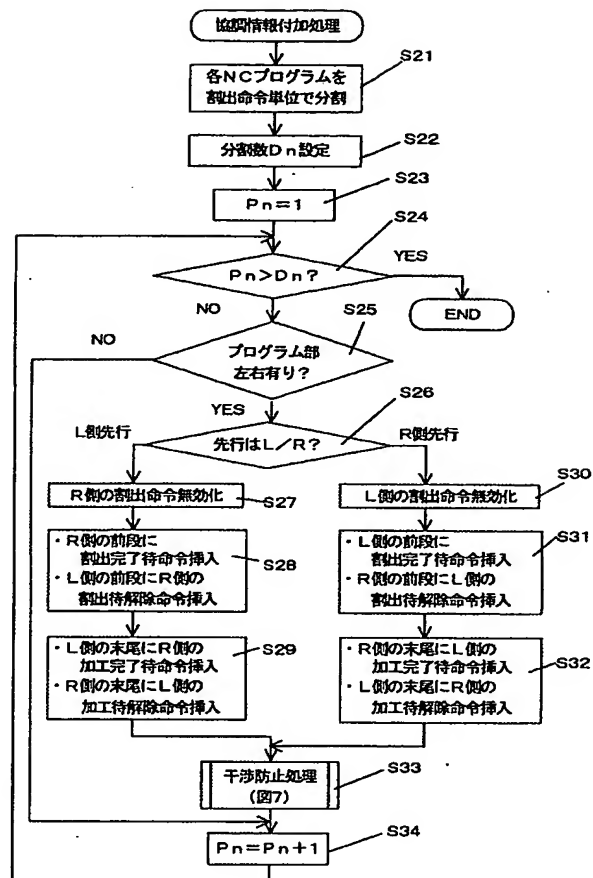 協調情報付加処理
S21
各NCプログラムを
割出命令単位で分割
S22
分割数Dn設定
S23
Pn=1
S24
YES
Pn>Dn?
END
NO
S25
NO
プログラム部
左右有り?
YES
S26
L側先行
先行はL/R?
R側先行
R側の割出命令無効化
S27
L側の割出命令無効化
S30
・R側の前段に
割出完了待命令挿入
・L側の前段にR側の
割出待解除命令挿入
S28
・L側の前段に
割出完了待命令挿入
・R側の前段にL側の
割出待解除命令挿入
S31
・L側の末尾にR側の
加工完了待命令挿入
・R側の末尾にL側の
加工待解除命令挿入
S29
・R側の末尾にL側の
加工完了待命令挿入
・L側の末尾にR側の
加工待解除命令挿入
S32
干渉防止処理
(図7)
S33
Pn=Pn+1
S34